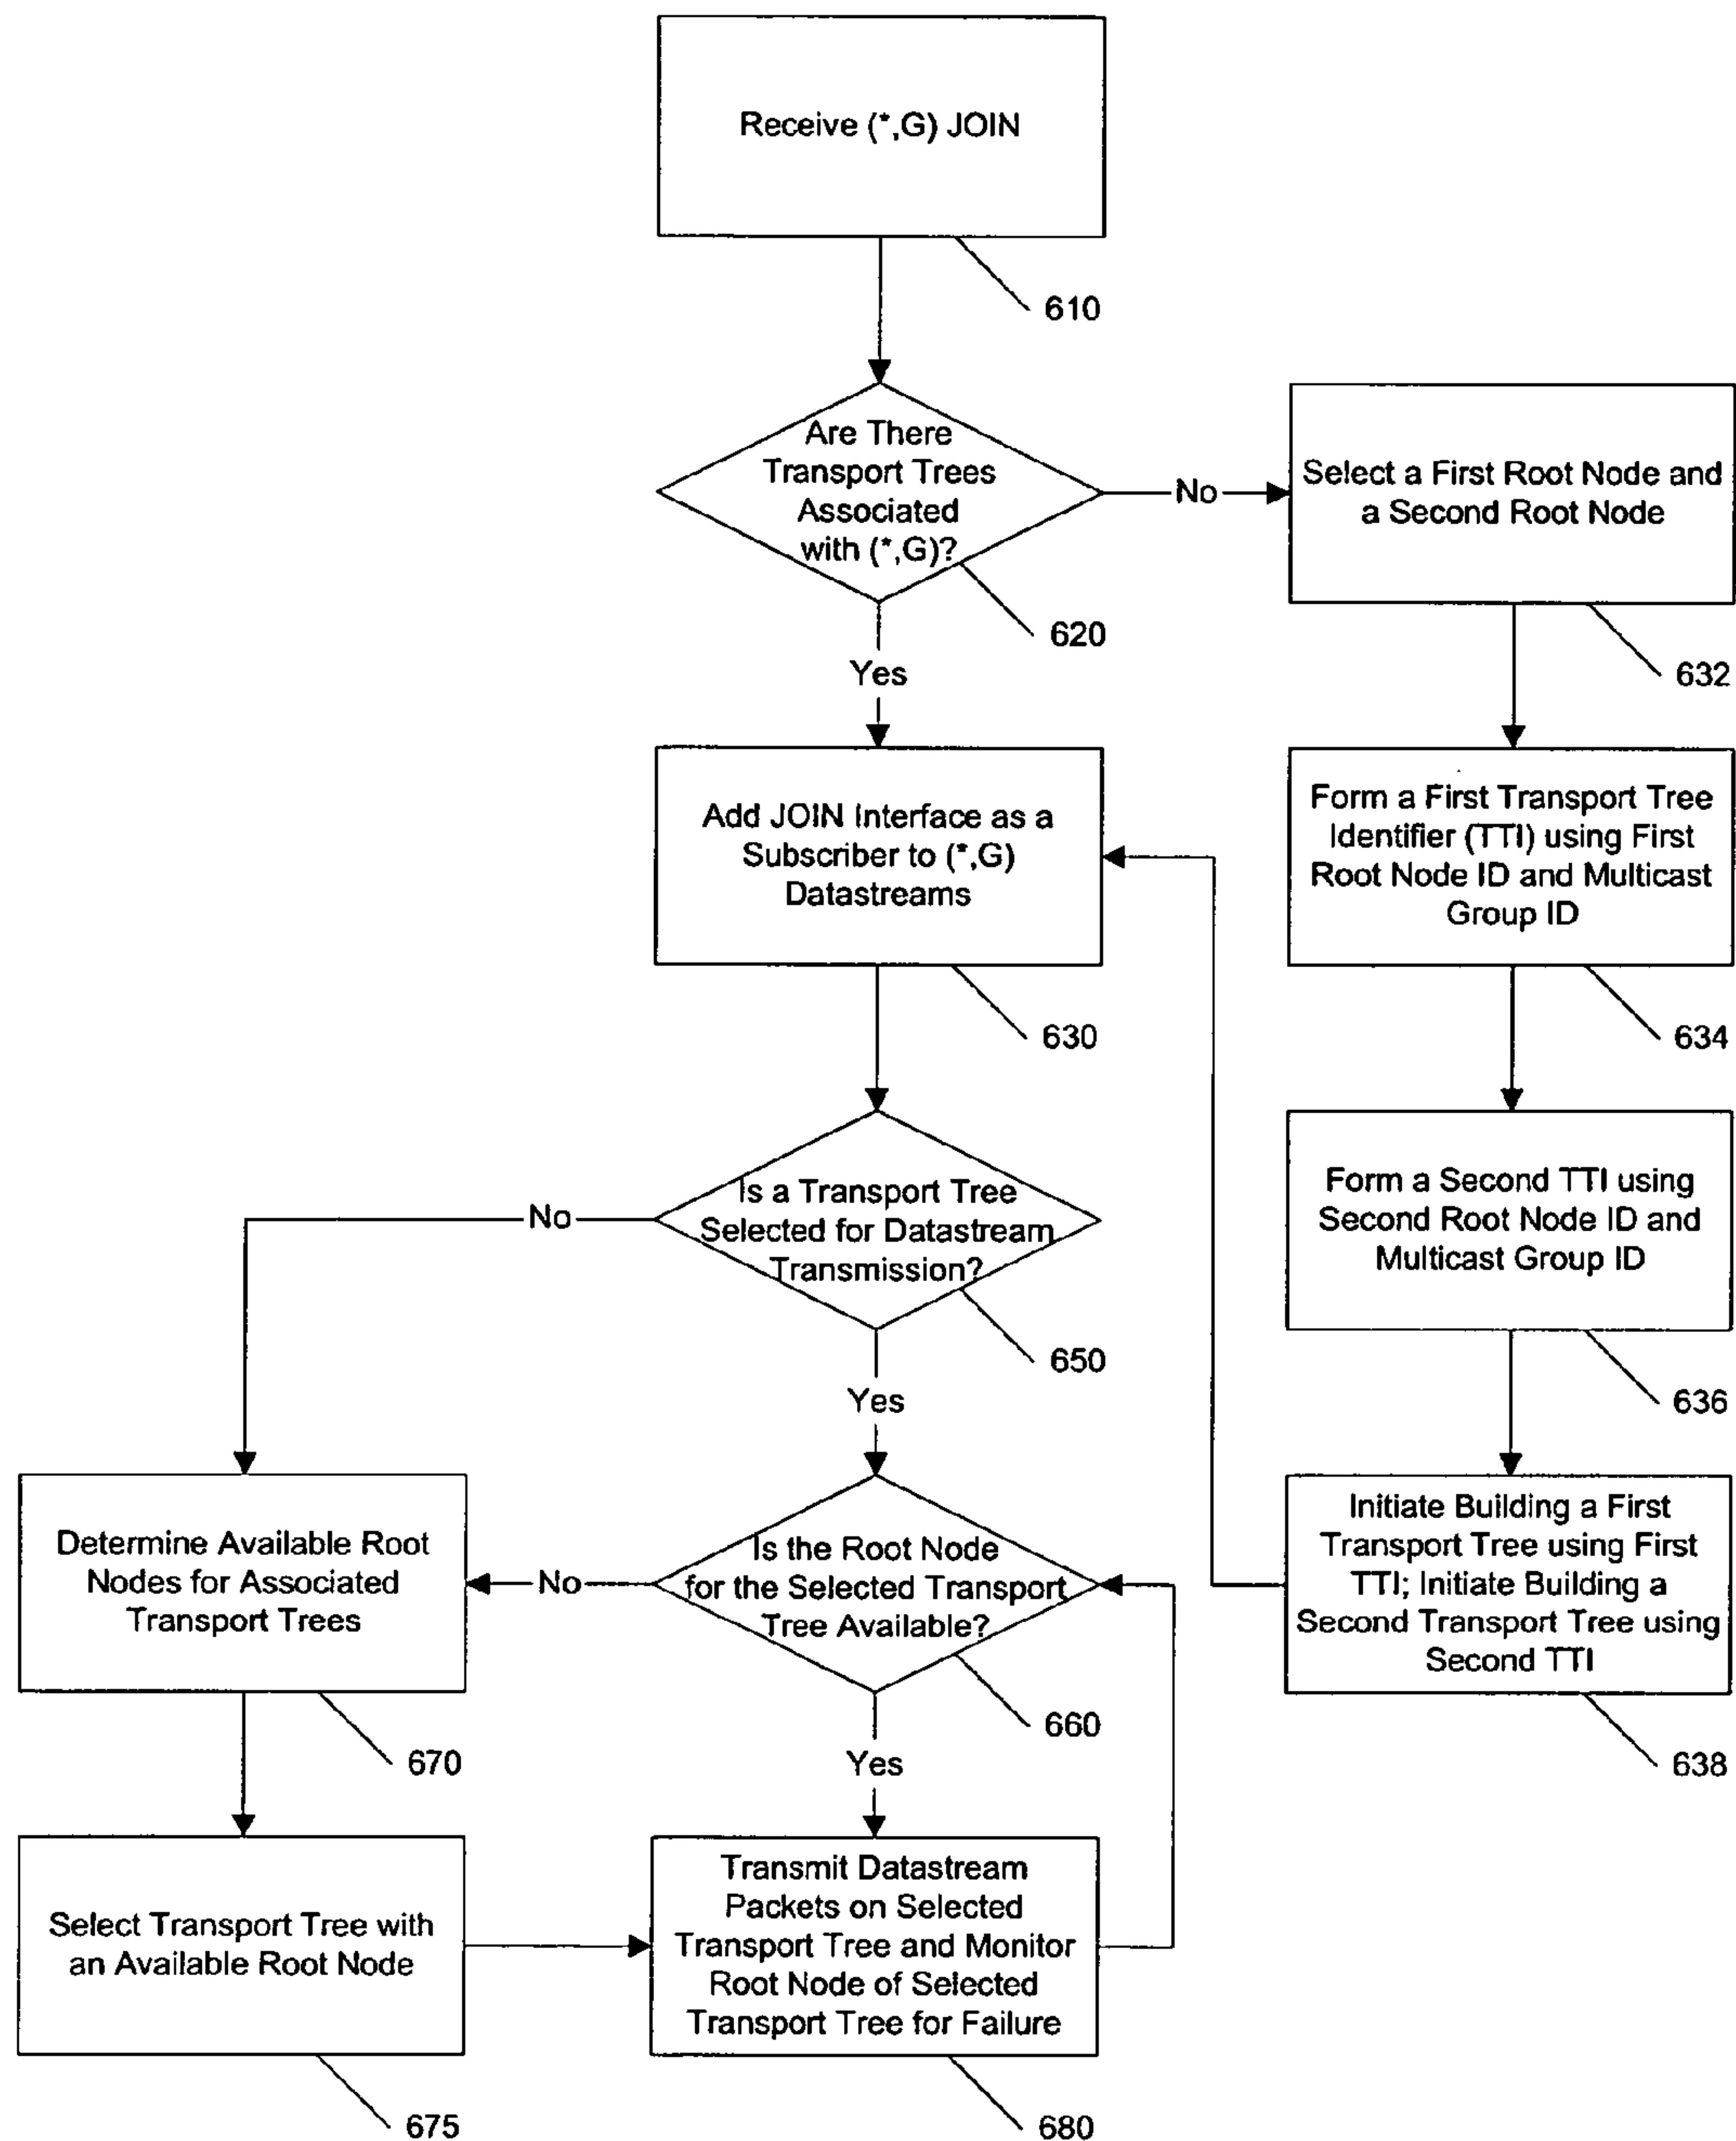 Receive (*,G) JOIN
610
Are There
Transport Trees
Associated
with (*,G)?
620
No
Select a First Root Node and
a Second Root Node
632
Yes
Add JOIN Interface as a
Subscriber to (*,G)
Datastreams
630
Form a First Transport Tree
Identifier (TTI) using First
Root Node ID and Multicast
Group ID
634
Is a Transport Tree
Selected for Datastream
Transmission?
650
No
Form a Second TTI using
Second Root Node ID and
Multicast Group ID
636
Yes
Determine Available Root
Nodes for Associated
Transport Trees
670
No
Is the Root Node
for the Selected Transport
Tree Available?
660
Initiate Building a First
Transport Tree using First
TTI; Initiate Building a
Second Transport Tree using
Second TTI
638
Yes
Select Transport Tree with
an Available Root Node
675
Transmit Datastream
Packets on Selected
Transport Tree and Monitor
Root Node of Selected
Transport Tree for Failure
680